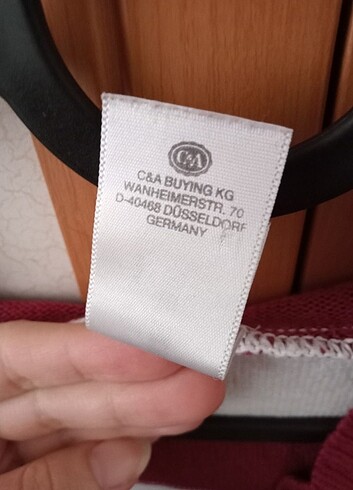 C&A
C&A BUYING KG
WANHEIMERSTR. 70
D-40468 DÜSSELDORF
GERMANY